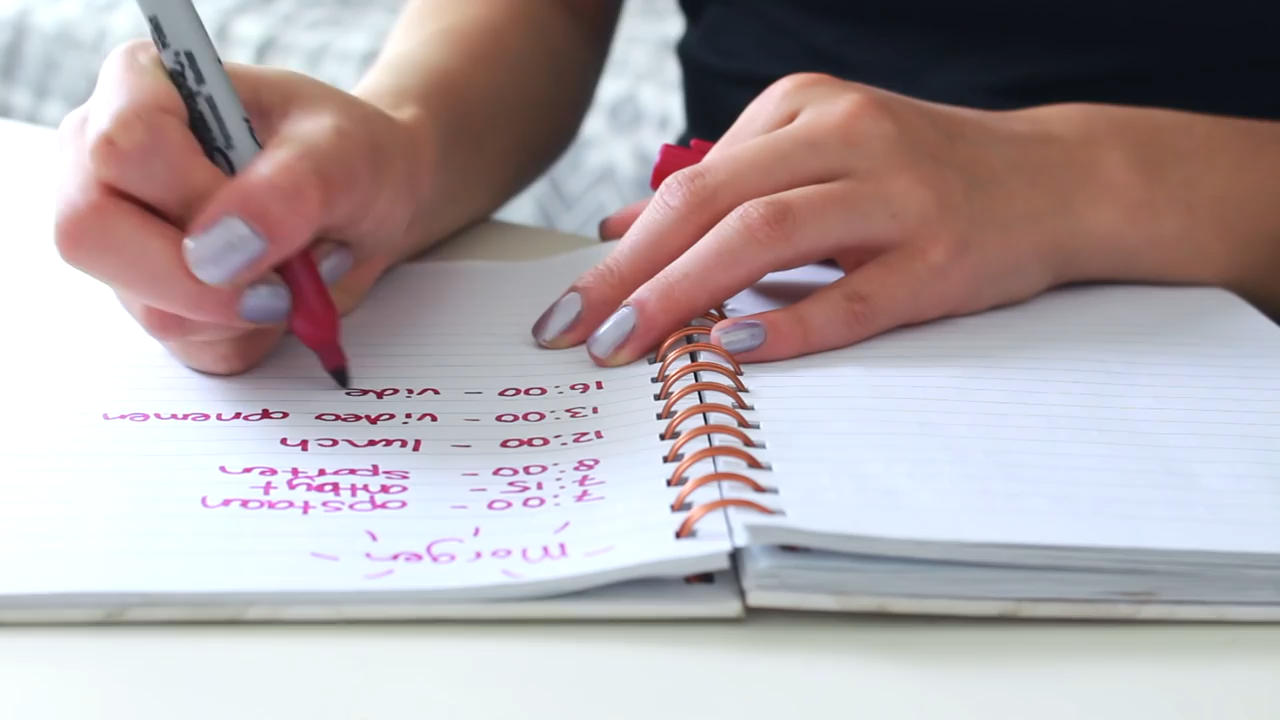 Morgen
7:00 - opstaan
7:15 - ontbyt
8:00 - sporten
12:00 - lunch
13:00 - video opnemen
16:00 - vide